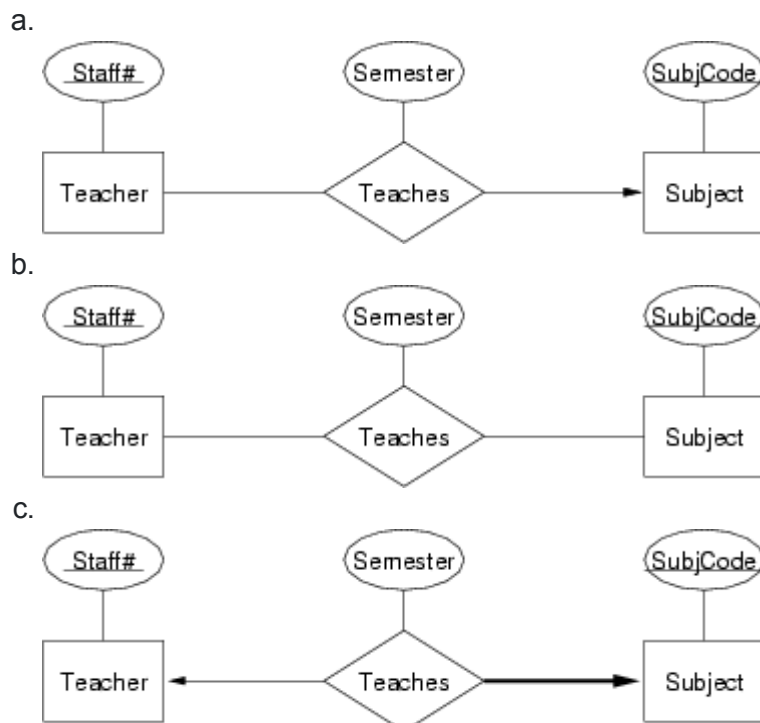 a.
Staff# Semester SubjCode
Teacher Teaches Subject
b.
Staff# Semester SubjCode
Teacher Teaches Subject
c.
Staff# Semester SubjCode
Teacher Teaches Subject